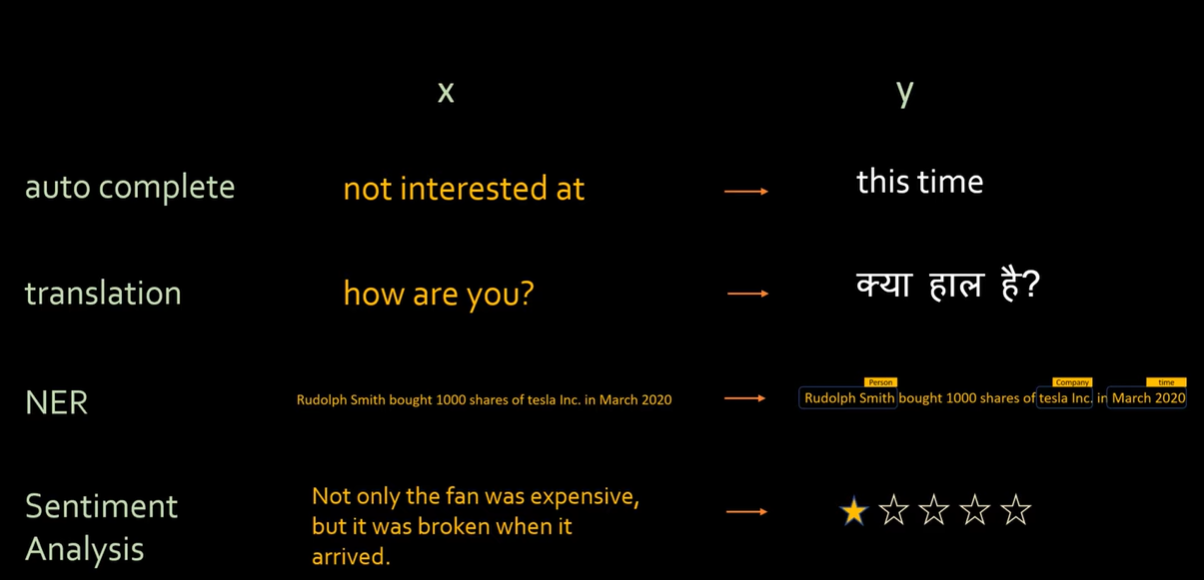 x y
auto complete not interested at this time
translation how are you? क्या हाल है?
Person Company time
NER Rudolph Smith bought 1000 shares of tesla Inc. in March 2020 Rudolph Smith bought 1000 shares of tesla Inc. in March 2020
Sentiment
Analysis
Not only the fan was expensive,
but it was broken when it
arrived.